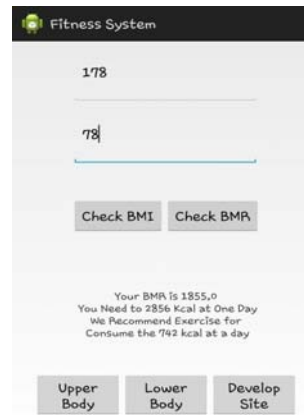 Fitness System
178
78
Check BMI
Check BMR
Your BMR is 1855.0
You Need to 2856 Kcal at One Day
We Recommend Exercise for
Consume the 742 kcal at a day
Upper Body
Lower Body
Develop Site